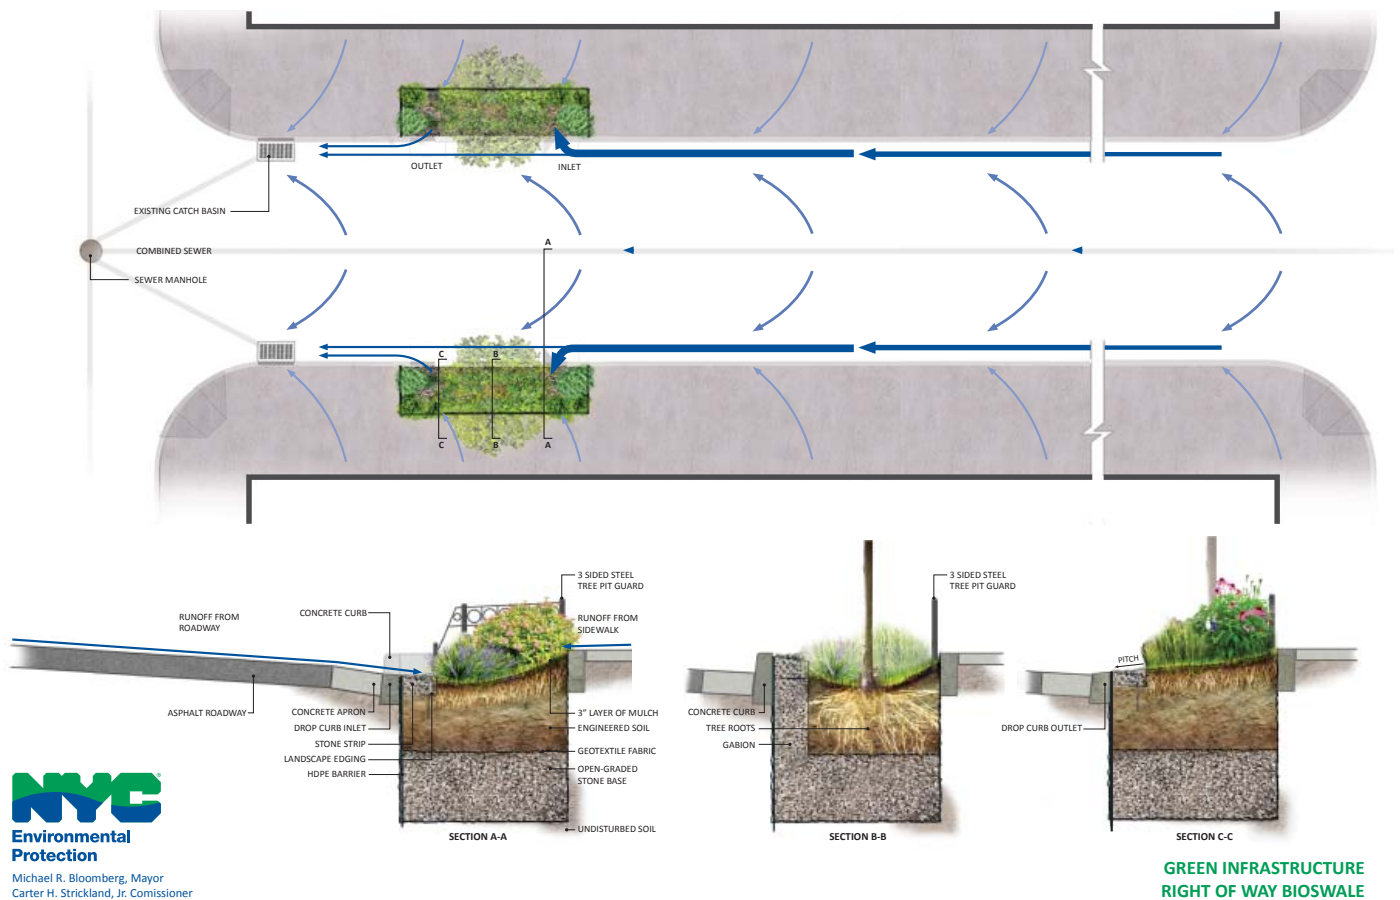 OUTLET
INLET
EXISTING CATCH BASIN
COMBINED SEWER
SEWER MANHOLE
A
C
B
C
B
A
3 SIDED STEEL
TREE PIT GUARD
RUNOFF FROM
ROADWAY
CONCRETE CURB
RUNOFF FROM
SIDEWALK
ASPHALT ROADWAY
CONCRETE APRON
DROP CURB INLET
STONE STRIP
LANDSCAPE EDGING
HDPE BARRIER
3" LAYER OF MULCH
ENGINEERED SOIL
GEOTEXTILE FABRIC
OPEN-GRADED
STONE BASE
UNDISTURBED SOIL
SECTION A-A
3 SIDED STEEL
TREE PIT GUARD
CONCRETE CURB
TREE ROOTS
GABION
SECTION B-B
PITCH
DROP CURB OUTLET
SECTION C-C
NYC
Environmental
Protection
Michael R. Bloomberg, Mayor
Carter H. Strickland, Jr. Comissioner
GREEN INFRASTRUCTURE
RIGHT OF WAY BIOSWALE